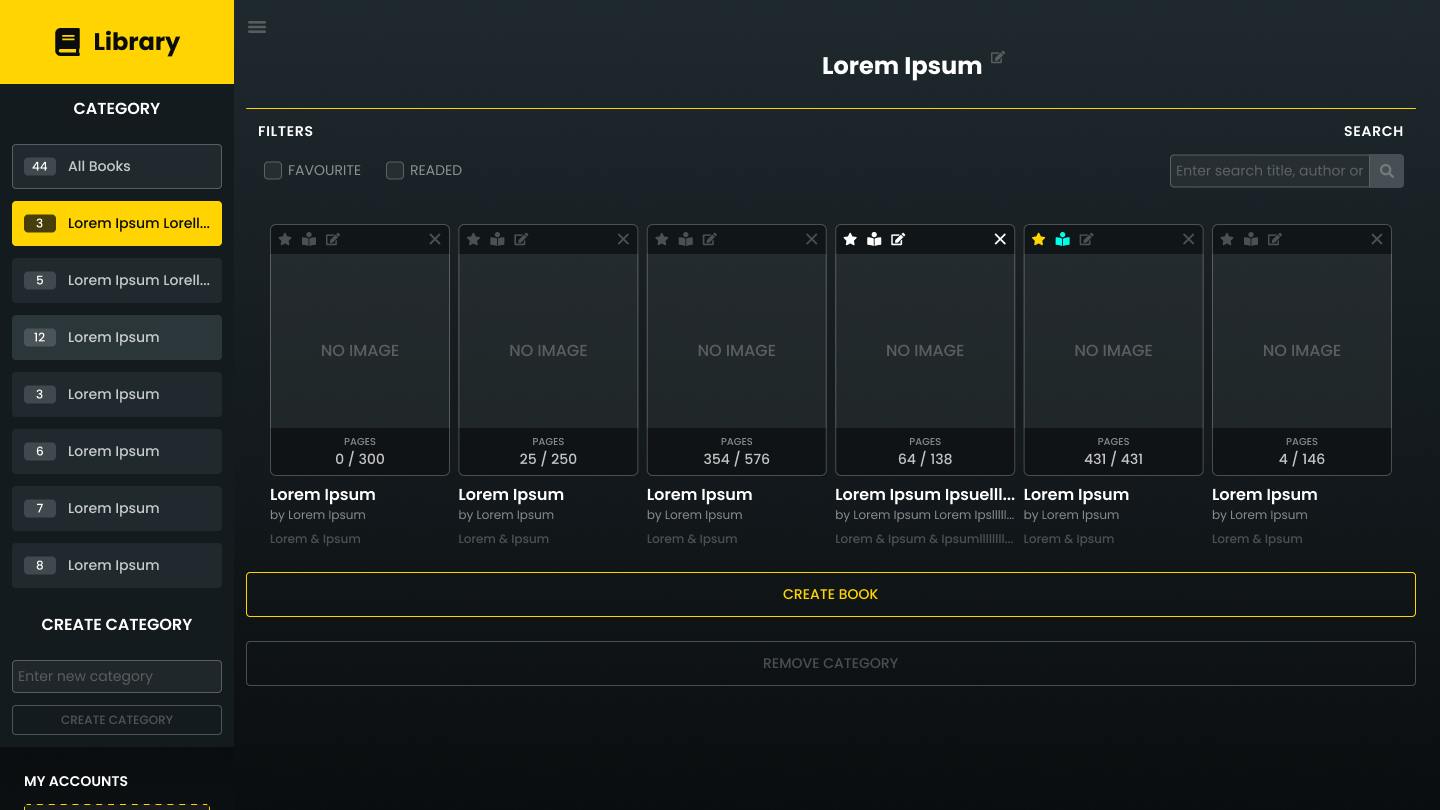 Library
CATEGORY
44 All Books
3 Lorem Ipsum Lorell...
5 Lorem Ipsum Lorell...
12 Lorem Ipsum
3 Lorem Ipsum
6 Lorem Ipsum
7 Lorem Ipsum
8 Lorem Ipsum
CREATE CATEGORY
Enter new category
CREATE CATEGORY
MY ACCOUNTS
Lorem Ipsum
FILTERS
SEARCH
FAVOURITE
READED
Enter search title, author or
NO IMAGE
PAGES
0 / 300
Lorem Ipsum
by Lorem Ipsum
Lorem & Ipsum
NO IMAGE
PAGES
25 / 250
Lorem Ipsum
by Lorem Ipsum
Lorem & Ipsum
NO IMAGE
PAGES
354 / 576
Lorem Ipsum
by Lorem Ipsum
Lorem & Ipsum
NO IMAGE
PAGES
64 / 138
Lorem Ipsum Ipsuelll...
by Lorem Ipsum Lorem Ipslllll...
Lorem & Ipsum & Ipsumllllllll...
NO IMAGE
PAGES
431 / 431
Lorem Ipsum
by Lorem Ipsum
Lorem & Ipsum
NO IMAGE
PAGES
4 / 146
Lorem Ipsum
by Lorem Ipsum
Lorem & Ipsum
CREATE BOOK
REMOVE CATEGORY